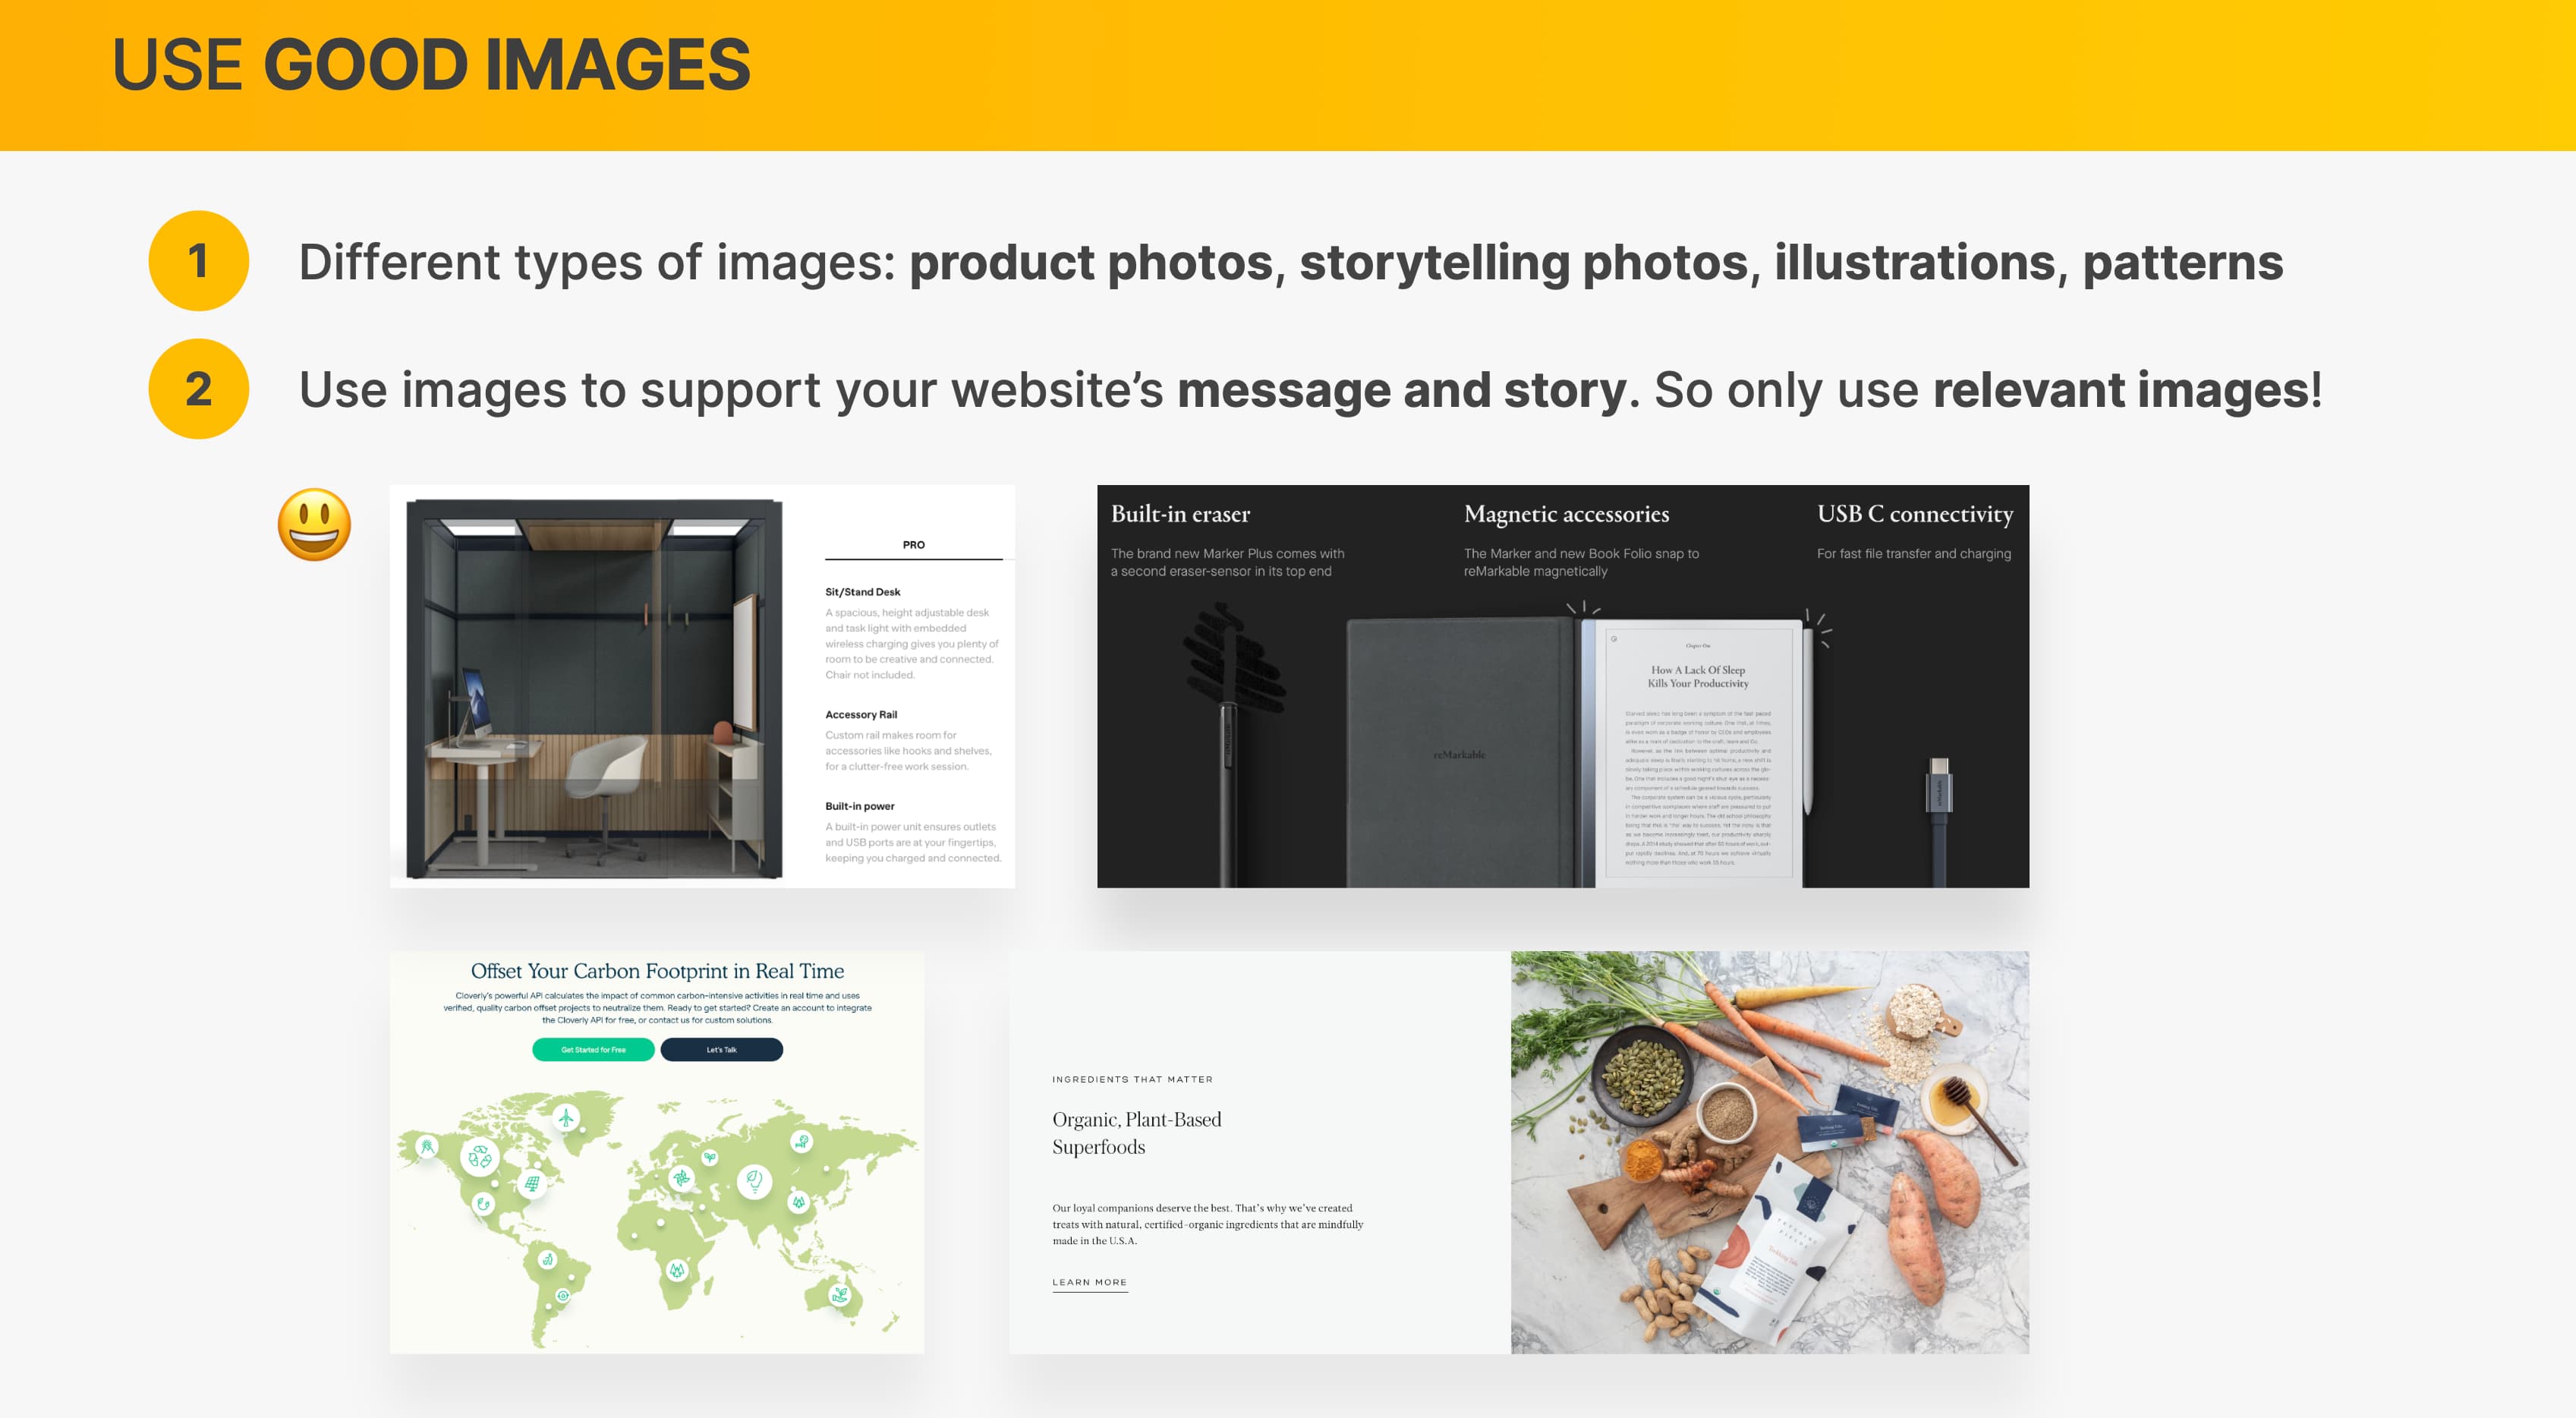 USE GOOD IMAGES
1
Different types of images: product photos, storytelling photos, illustrations, patterns
2
Use images to support your website’s message and story. So only use relevant images!
PRO
Sit/Stand Desk
A spacious, height adjustable desk
and task light with embedded
wireless charging gives you plenty of
room to be creative and connected.
Chair not included.
Accessory Rail
Custom rail makes room for
accessories like hooks and shelves,
for a clutter-free work session.
Built-in power
A built-in power unit ensures outlets
and USB ports are at your fingertips,
keeping you charged and connected.
Built-in eraser
The brand new Marker Plus comes with
a second eraser-sensor in its top end
Magnetic accessories
The Marker and new Book Folio snap to
reMarkable magnetically
USB C connectivity
For fast file transfer and charging
reMarkable
Chapter One
How A Lack Of Sleep
Kills Your Productivity
Offset Your Carbon Footprint in Real Time
Cloverly's powerful API calculates the impact of common carbon-intensive activities in real time and uses
verified, quality carbon offset projects to neutralize them. Ready to get started? Create an account to integrate
the Cloverly API for free, or contact us for custom solutions.
Get Started for Free
Let's Talk
INGREDIENTS THAT MATTER
Organic, Plant-Based
Superfoods
Our loyal companions deserve the best. That’s why we’ve created
treats with natural, certified-organic ingredients that are mindfully
made in the U.S.A.
LEARN MORE